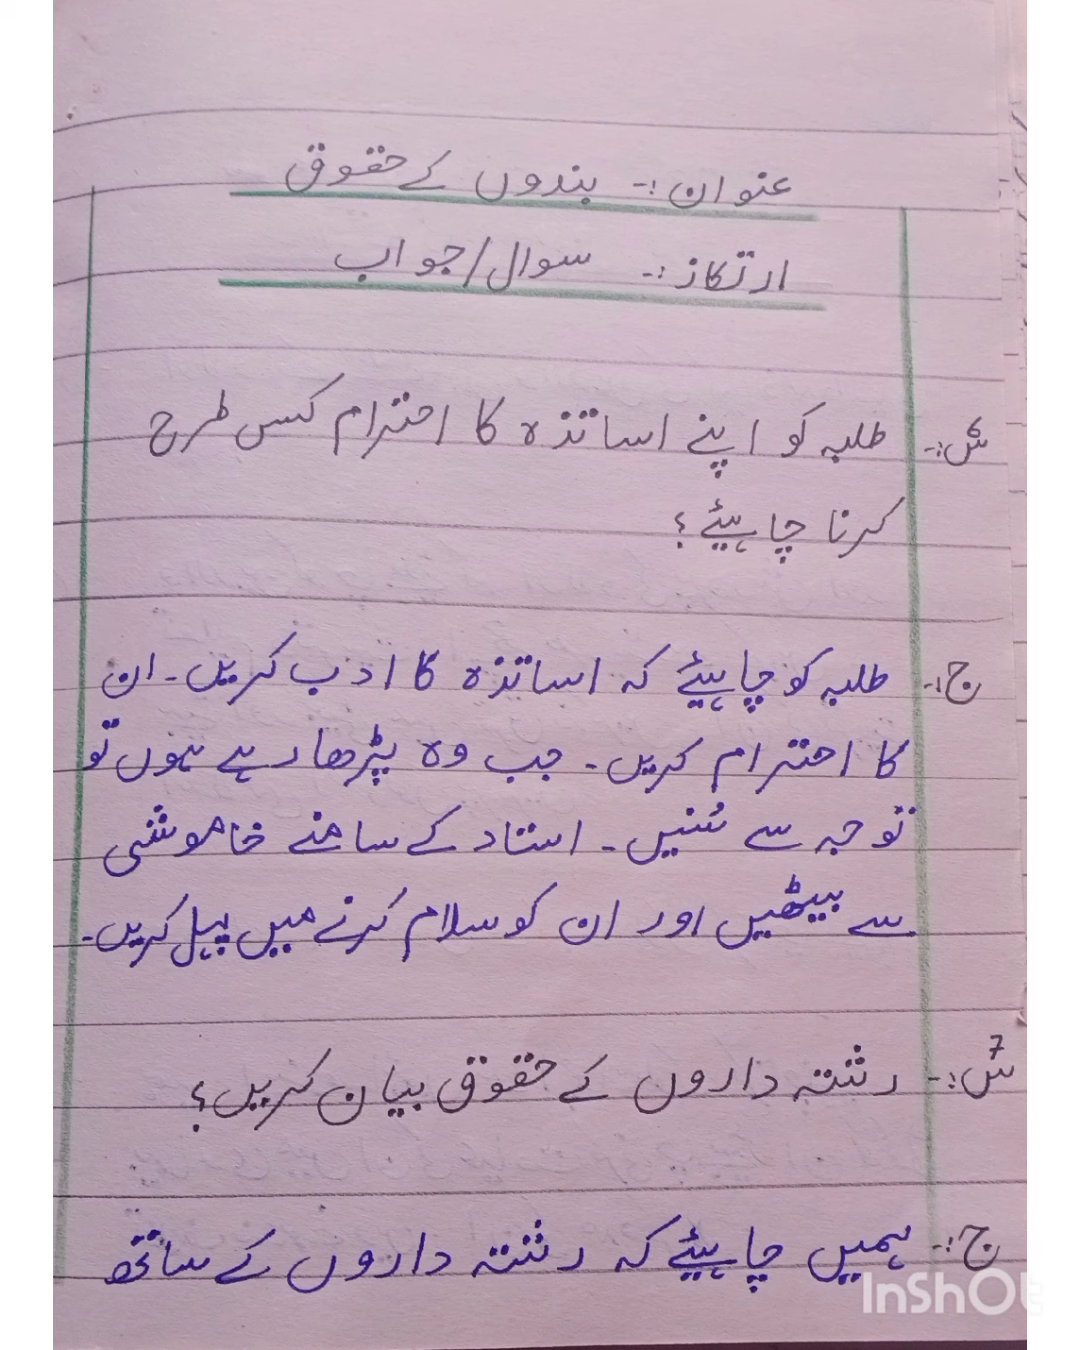 عنوان:- بندوں کے حقوق
ارتکاز:- سوال/جواب
س:- طلبہ کو اپنے اساتذہ کا احترام کس طرح
کرنا چاہیئے؟
ج:- طلبہ کو چاہیئے کہ اساتذہ کا ادب کریں۔ ان
کا احترام کریں۔ جب وہ پڑھا رہے ہوں تو
توجہ سے سُنیں۔ استاد کے سامنے خاموشی
سے بیٹھیں اور ان کو سلام کرنے میں پہل کریں۔
س:- رشتہ داروں کے حقوق بیان کریں؟
ج:- ہمیں چاہیئے کہ رشتہ داروں کے ساتھ
InShOt